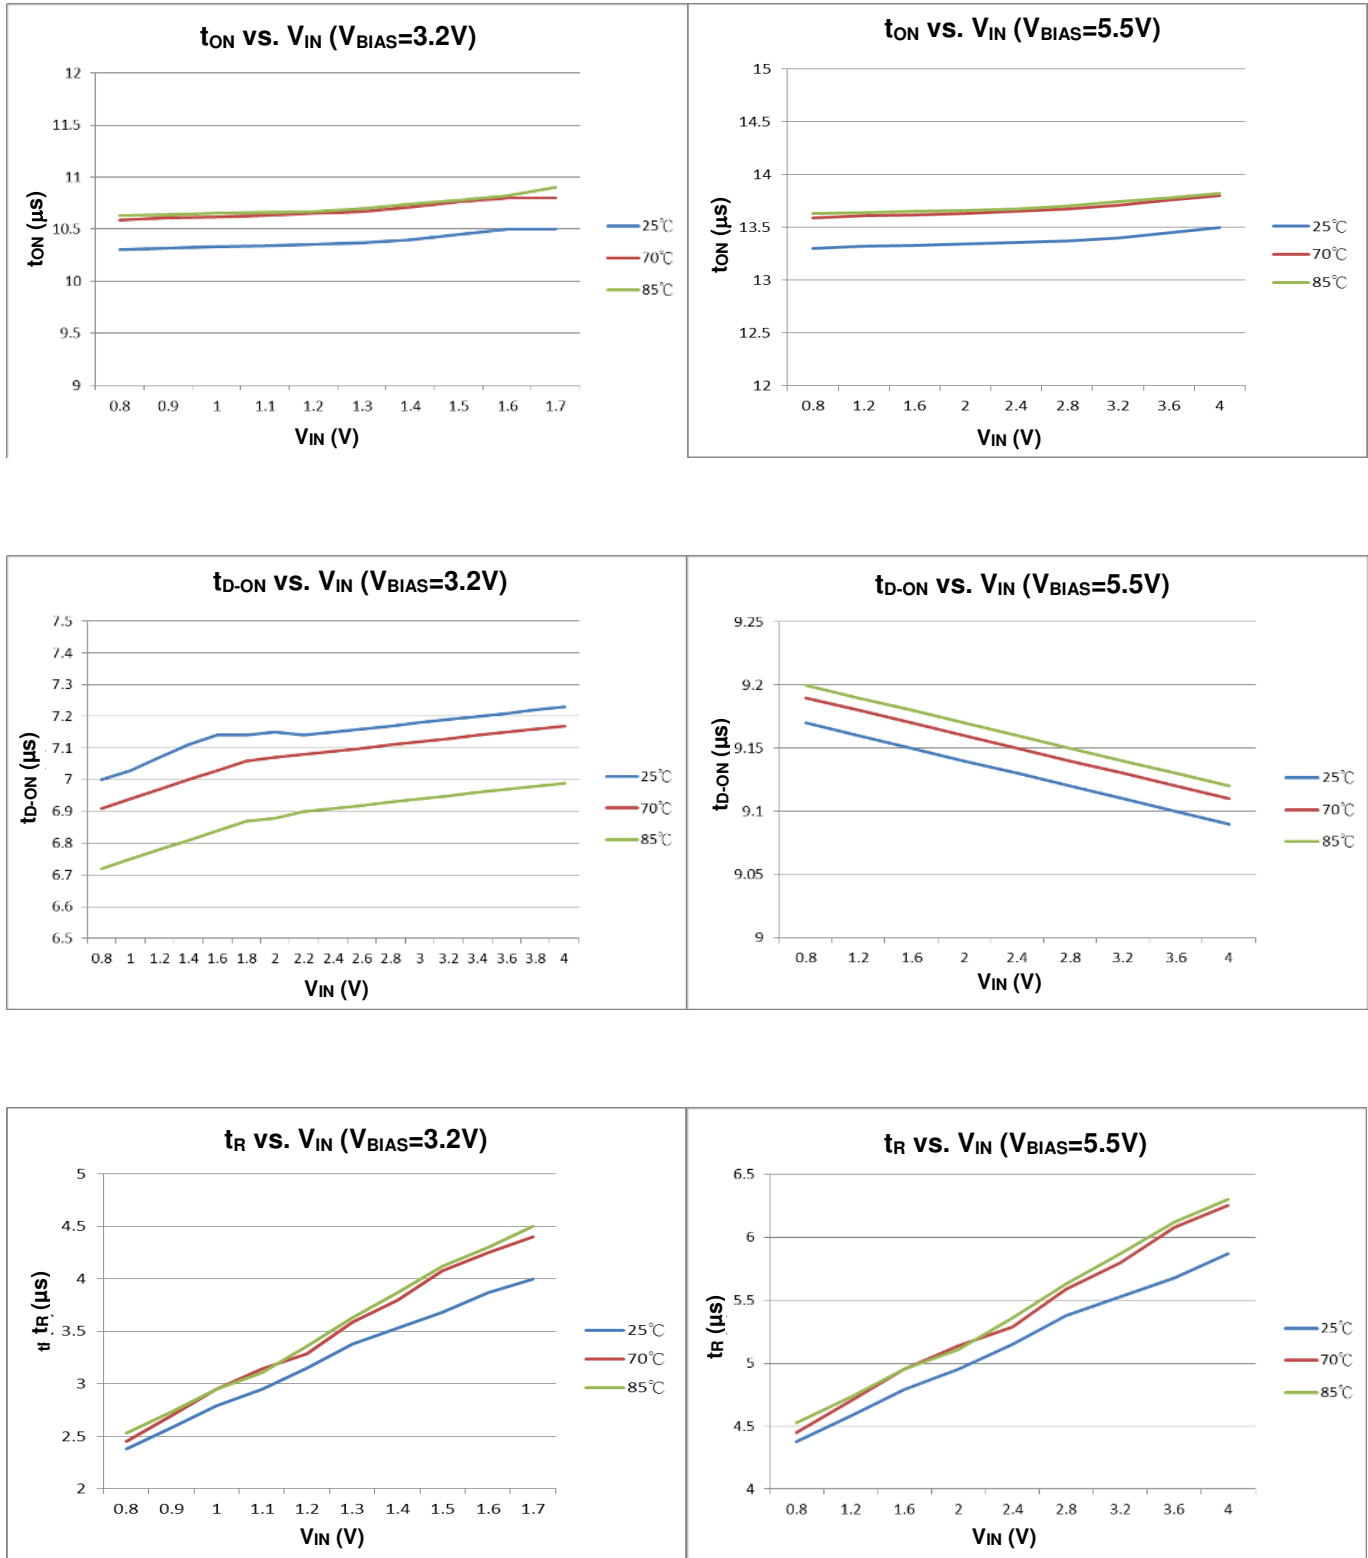 tON vs. VIN (VBIAS=3.2V)
12
11.5
11
10.5
10
9.5
9
tON (µs)
0.8 0.9 1 1.1 1.2 1.3 1.4 1.5 1.6 1.7
VIN (V)
25℃
70℃
85℃
tON vs. VIN (VBIAS=5.5V)
15
14.5
14
13.5
13
12.5
12
tON (µs)
0.8 1.2 1.6 2 2.4 2.8 3.2 3.6 4
VIN (V)
25℃
70℃
85℃
tD-ON vs. VIN (VBIAS=3.2V)
7.5
7.4
7.3
7.2
7.1
7
6.9
6.8
6.7
6.6
6.5
tD-ON (µs)
0.8 1 1.2 1.4 1.6 1.8 2 2.2 2.4 2.6 2.8 3 3.2 3.4 3.6 3.8 4
VIN (V)
25℃
70℃
85℃
tD-ON vs. VIN (VBIAS=5.5V)
9.25
9.2
9.15
9.1
9.05
9
tD-ON (µs)
0.8 1.2 1.6 2 2.4 2.8 3.2 3.6 4
VIN (V)
25℃
70℃
85℃
tR vs. VIN (VBIAS=3.2V)
5
4.5
4
3.5
3
2.5
2
tR (µs)
0.8 0.9 1 1.1 1.2 1.3 1.4 1.5 1.6 1.7
VIN (V)
25℃
70℃
85℃
tR vs. VIN (VBIAS=5.5V)
6.5
6
5.5
5
4.5
4
tR (µs)
0.8 1.2 1.6 2 2.4 2.8 3.2 3.6 4
VIN (V)
25℃
70℃
85℃